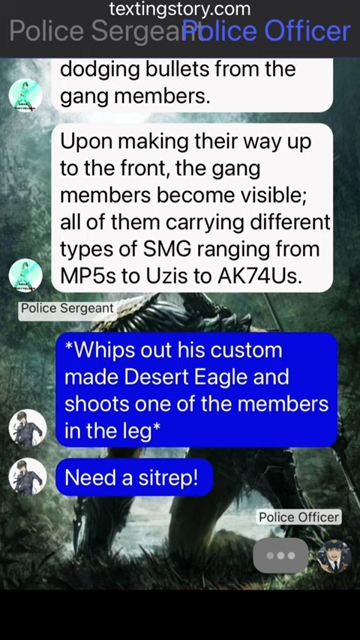 textingstory.com
Police Sergeant
Police Officer
dodging bullets from the
gang members.
Upon making their way up
to the front, the gang
members become visible;
all of them carrying different
types of SMG ranging from
MP5s to Uzis to AK74Us.
Police Sergeant
*Whips out his custom
made Desert Eagle and
shoots one of the members
in the leg*
Need a sitrep!
Police Officer